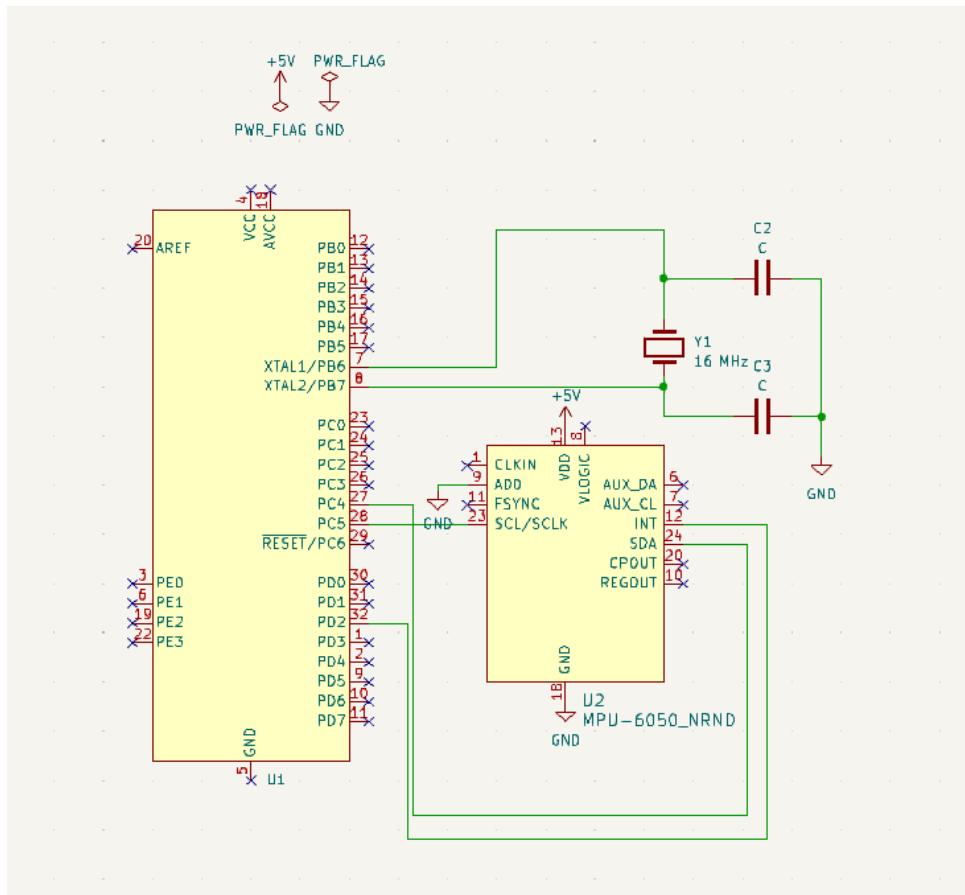 +5V PWR_FLAG
PWR_FLAG GND
4 18
VCC AVCC
20 AREF
PB0 12
PB1 13
PB2 14
PB3 15
PB4 16
PB5 17
XTAL1/PB6 7
XTAL2/PB7 8
PC0 23
PC1 24
PC2 25
PC3 26
PC4 27
PC5 28
RESET/PC6 29
3 PE0
6 PE1
19 PE2
22 PE3
PD0 30
PD1 31
PD2 32
PD3 1
PD4 2
PD5 9
PD6 10
PD7 11
GND
5
U1
C2
C
Y1
16 MHz
C3
C
GND
+5V
13 8
VDD VLOGIC
1 CLKIN
9 ADD
11 FSYNC
23 SCL/SCLK
GND
AUX_DA 6
AUX_CL 7
INT 12
SDA 24
CPOUT 20
REGOUT 10
GND
18
U2
MPU-6050_NRND
GND